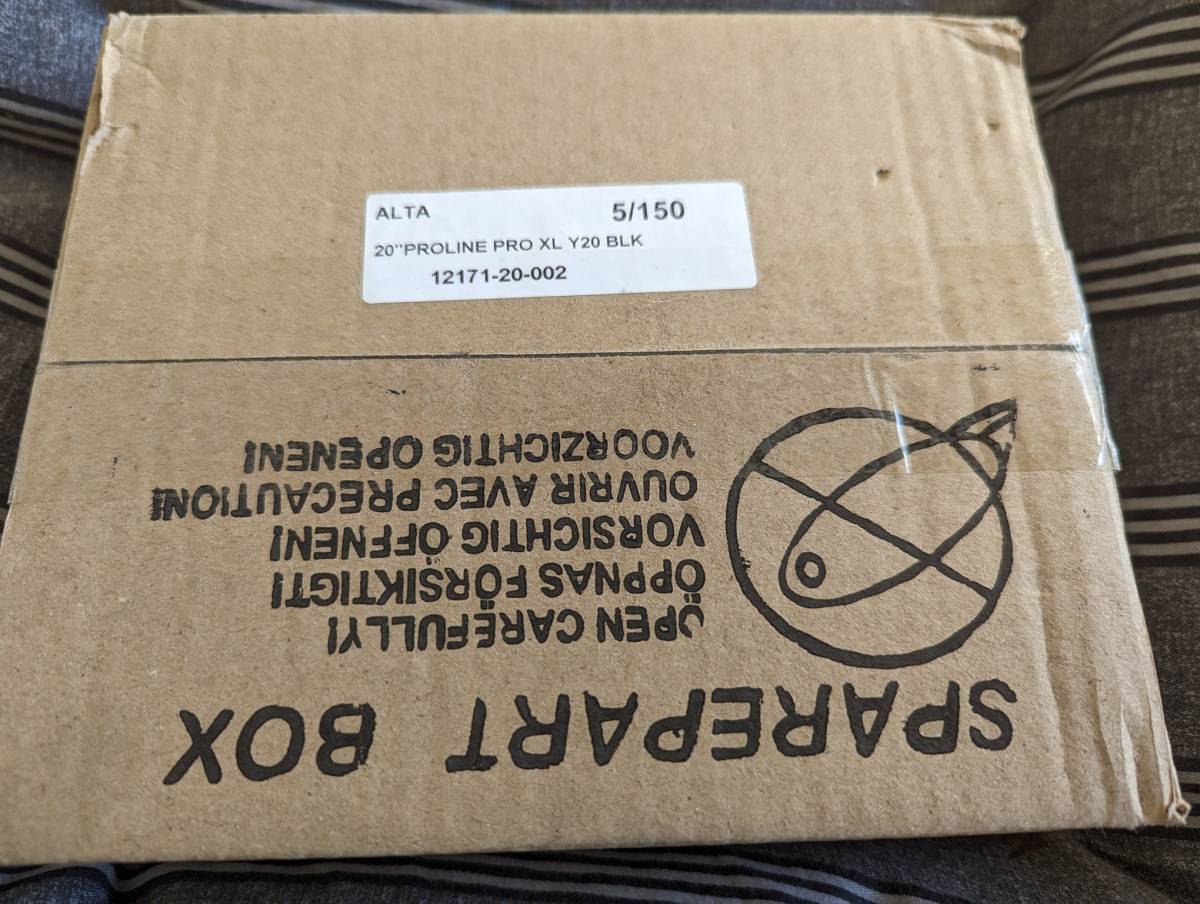 ALTA 5/150
20"PROLINE PRO XL Y20 BLK
12171-20-002
SPAREPART BOX
OPEN CAREFULLY!
ÖPPNAS FÖRSIKTIGT!
VORSICHTIG ÖFFNEN!
OUVRIR AVEC PRECAUTION!
VOORZICHTIG OPENEN!